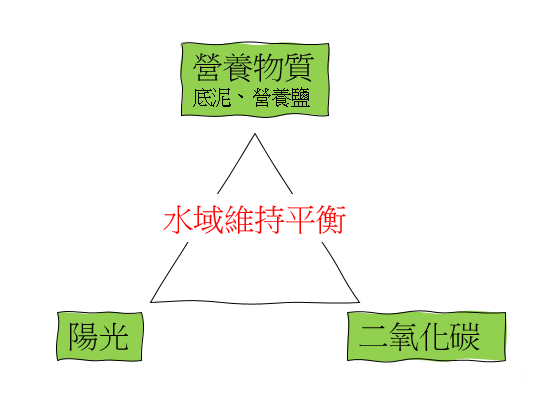 營養物質
底泥、營養鹽
水域維持平衡
陽光
二氧化碳